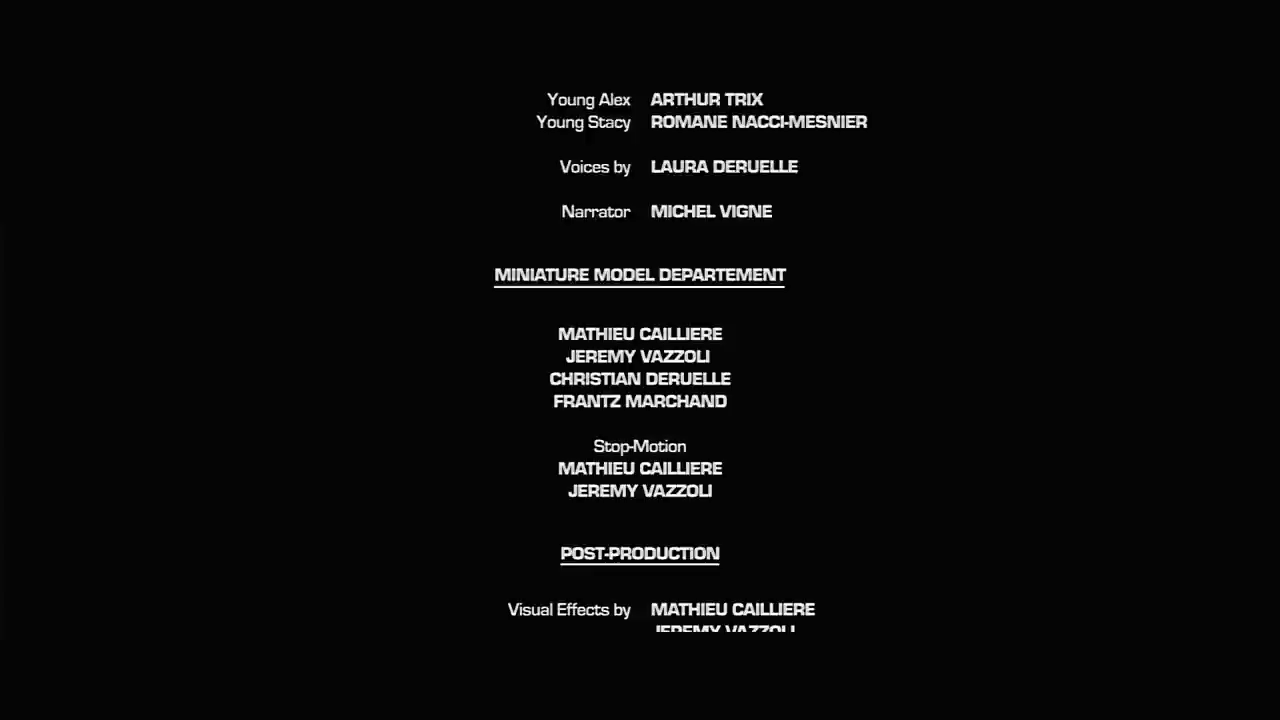 Young Alex ARTHUR TRIX
Young Stacy ROMANE NACCI-MESNIER
Voices by LAURA DERUELLE
Narrator MICHEL VIGNE
MINIATURE MODEL DEPARTEMENT
MATHIEU CAILLIERE
JEREMY VAZZOLI
CHRISTIAN DERUELLE
FRANTZ MARCHAND
Stop-Motion
MATHIEU CAILLIERE
JEREMY VAZZOLI
POST-PRODUCTION
Visual Effects by MATHIEU CAILLIERE
JEREMY VAZZOLI